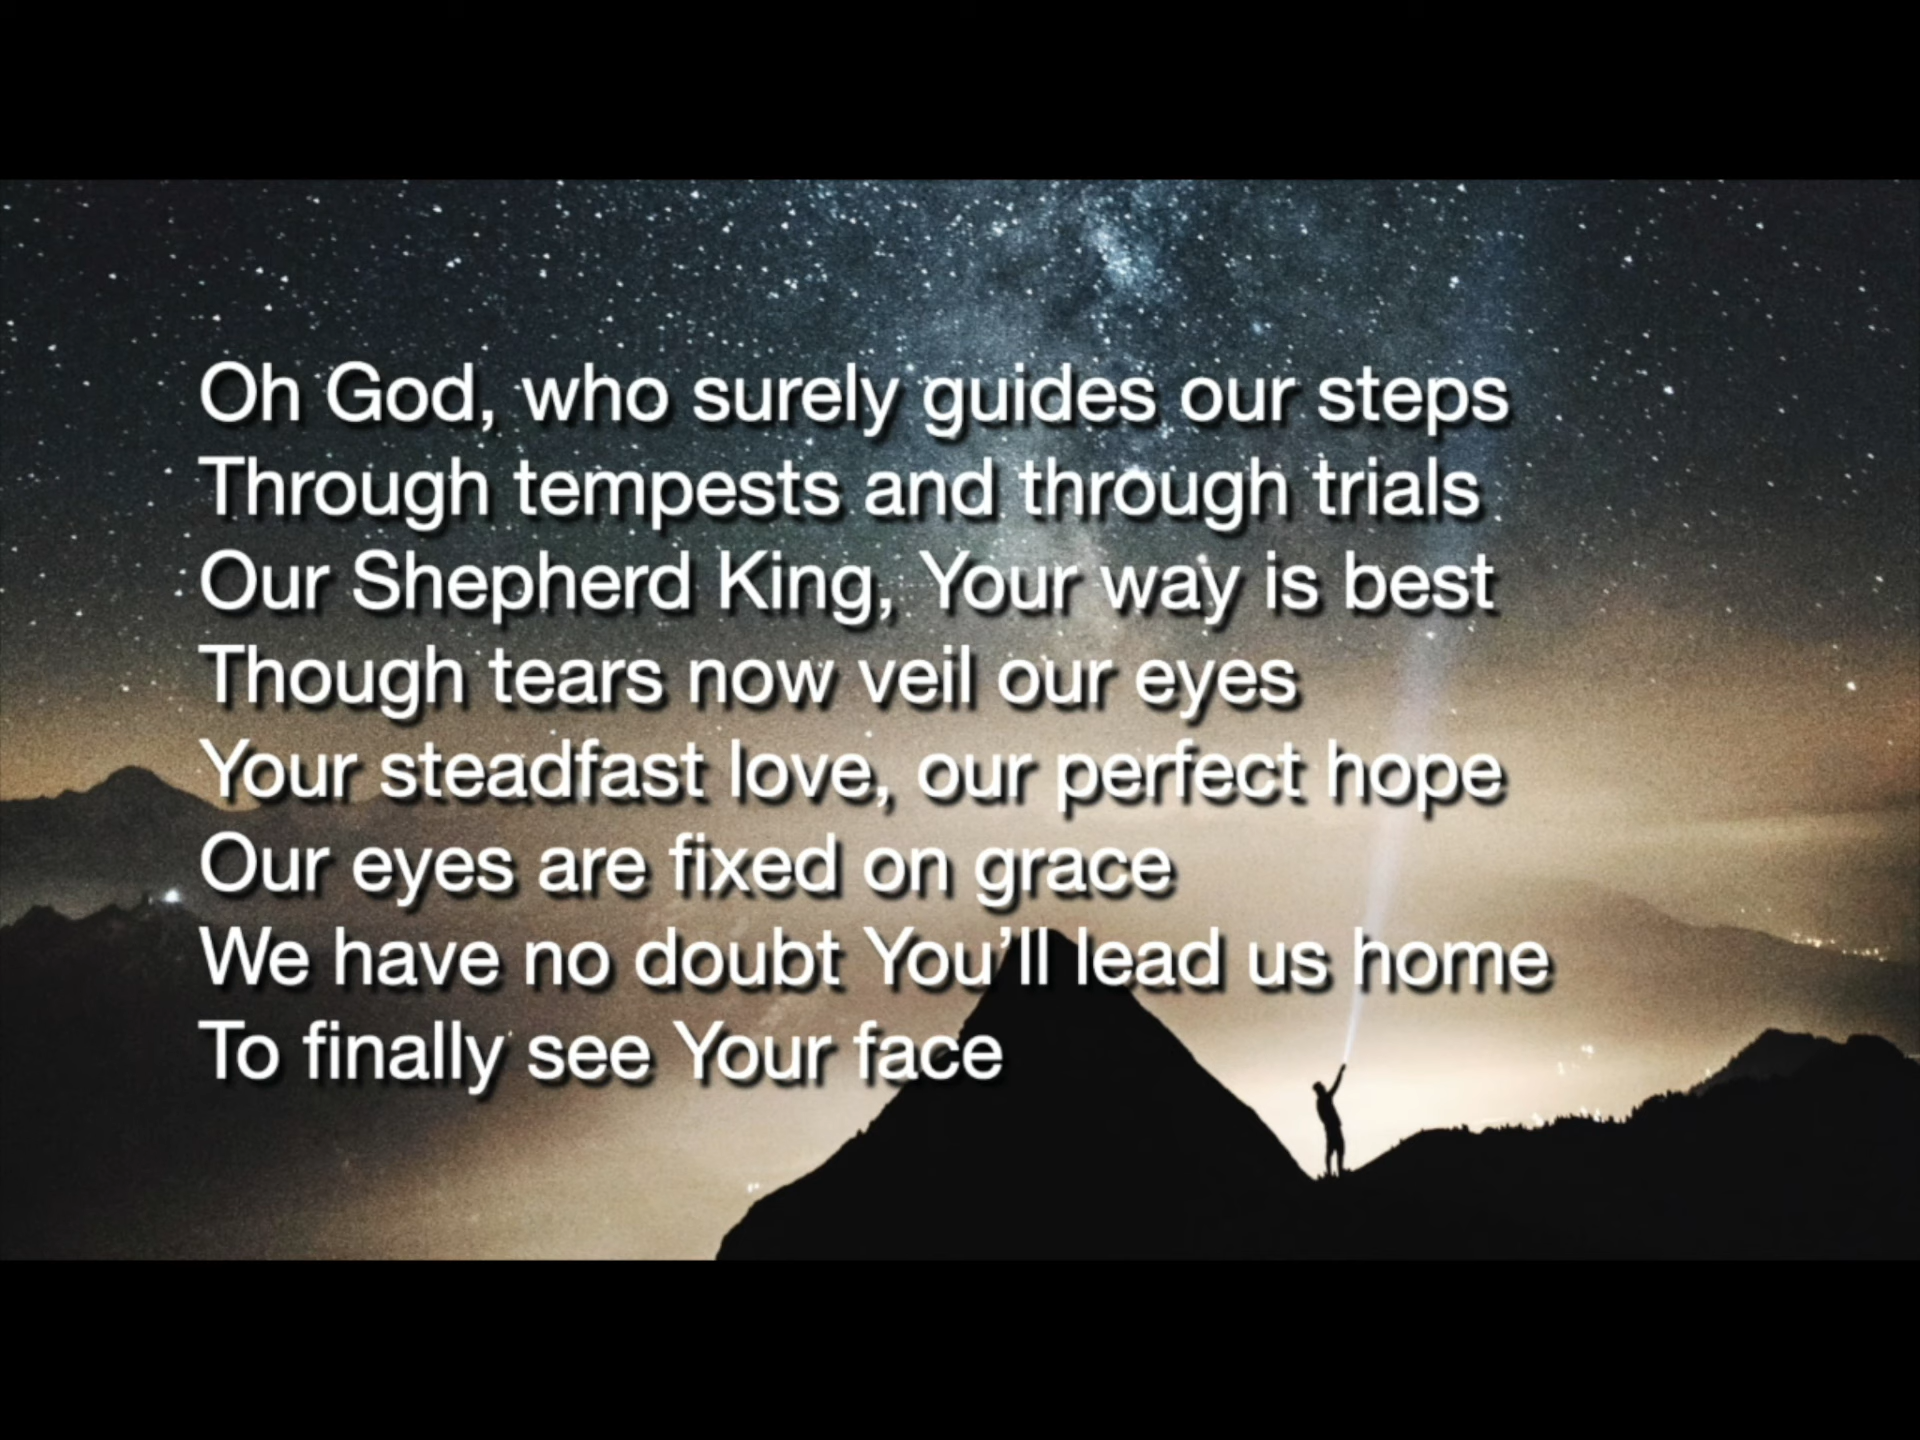 Oh God, who surely guides our steps
Through tempests and through trials
Our Shepherd King, Your way is best
Though tears now veil our eyes
Your steadfast love, our perfect hope
Our eyes are fixed on grace
We have no doubt You’ll lead us home
To finally see Your face